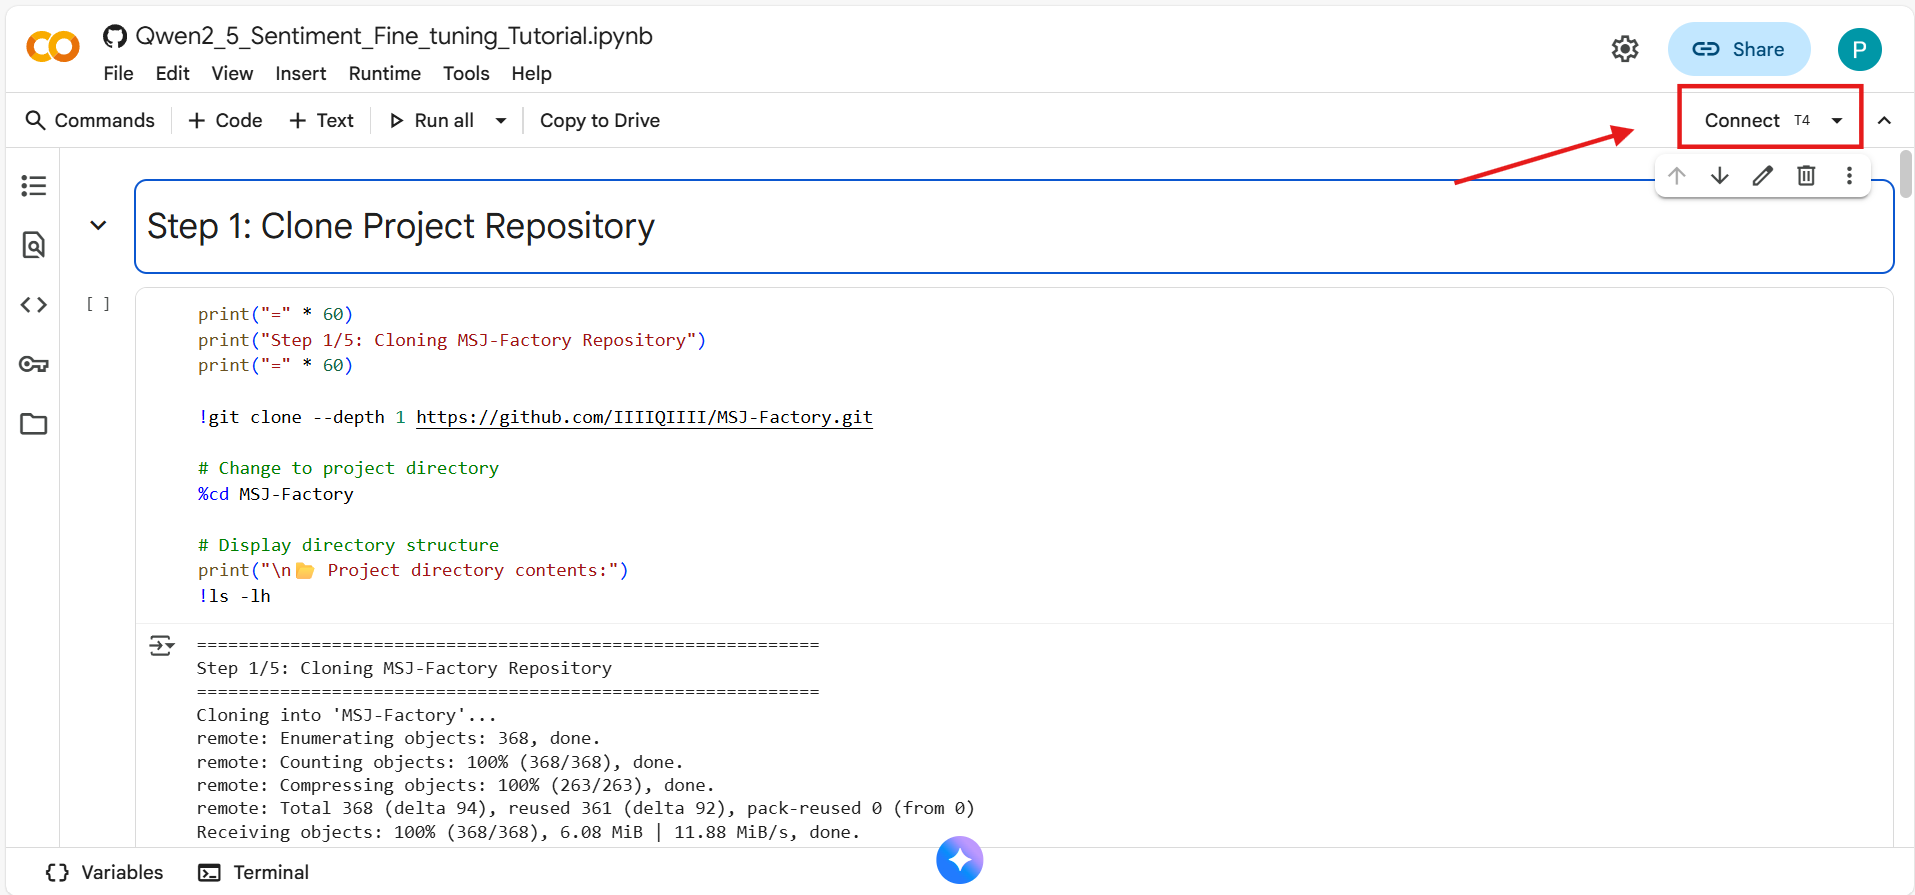 Qwen2_5_Sentiment_Fine_tuning_Tutorial.ipynb
Share
P
File Edit View Insert Runtime Tools Help
Commands + Code + Text Run all Copy to Drive Connect T4
Step 1: Clone Project Repository
[ ]
print("=" * 60)
print("Step 1/5: Cloning MSJ-Factory Repository")
print("=" * 60)
!git clone --depth 1 https://github.com/IIIIQIIII/MSJ-Factory.git
# Change to project directory
%cd MSJ-Factory
# Display directory structure
print("\n📁 Project directory contents:")
!ls -lh
============================================================
Step 1/5: Cloning MSJ-Factory Repository
============================================================
Cloning into 'MSJ-Factory'...
remote: Enumerating objects: 368, done.
remote: Counting objects: 100% (368/368), done.
remote: Compressing objects: 100% (263/263), done.
remote: Total 368 (delta 94), reused 361 (delta 92), pack-reused 0 (from 0)
Receiving objects: 100% (368/368), 6.08 MiB | 11.88 MiB/s, done.
Variables Terminal